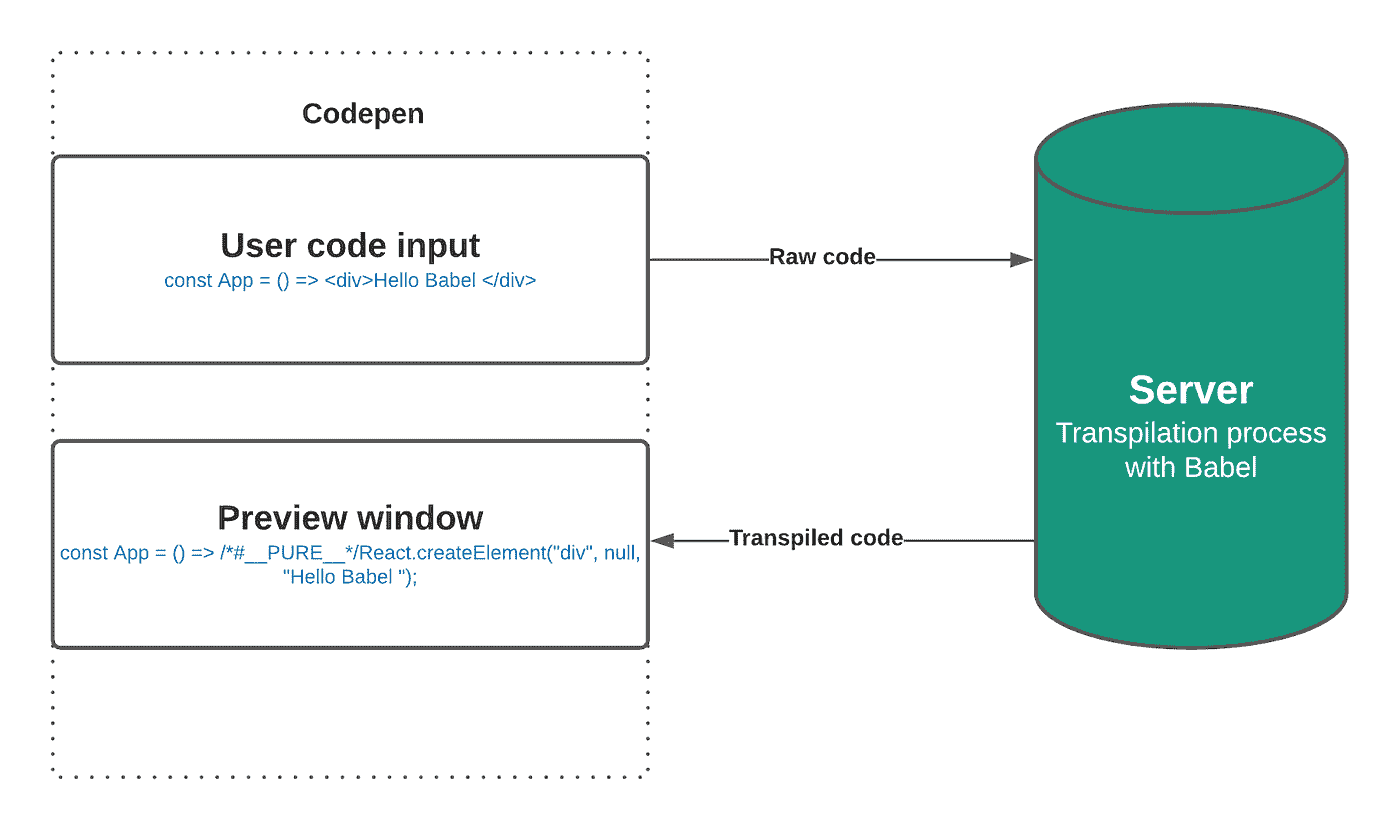 Codepen
User code input
const App = () => <div>Hello Babel </div>
Raw code
Server
Transpilation process
with Babel
Preview window
const App = () => /*#__PURE__*/React.createElement("div", null,
"Hello Babel ");
Transpiled code